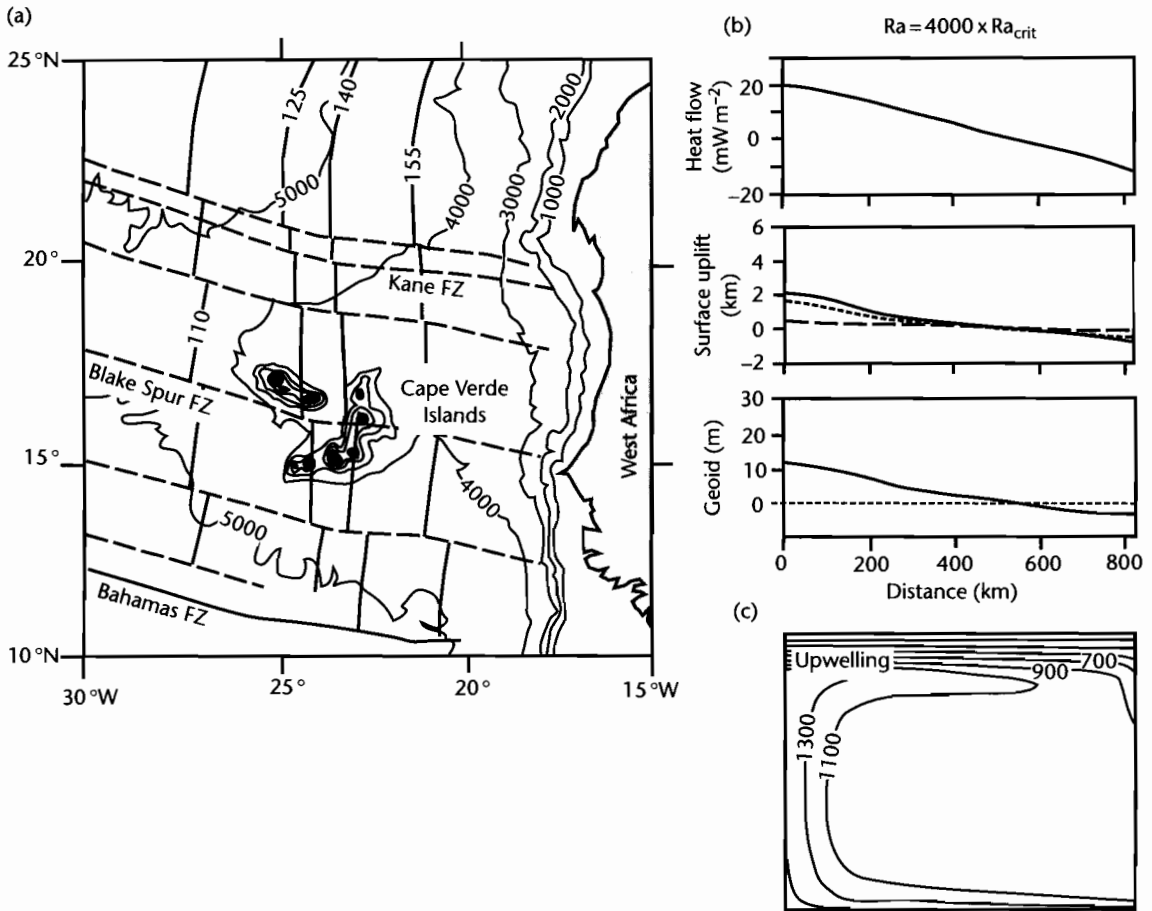 (a)
25°N
20°
15°
10°N
30°W
25°
20°
15°W
125
140
155
110
5000
4000
3000
2000
1000
Kane FZ
Blake Spur FZ
Cape Verde
Islands
West Africa
4000
5000
Bahamas FZ
(b)
Ra = 4000 x Ra_crit
Heat flow
(mW m⁻²)
20
0
−20
Surface uplift
(km)
6
4
2
0
−2
Geoid (m)
30
20
10
0
0
200
400
600
800
Distance (km)
(c)
Upwelling
700
900
1300
1100